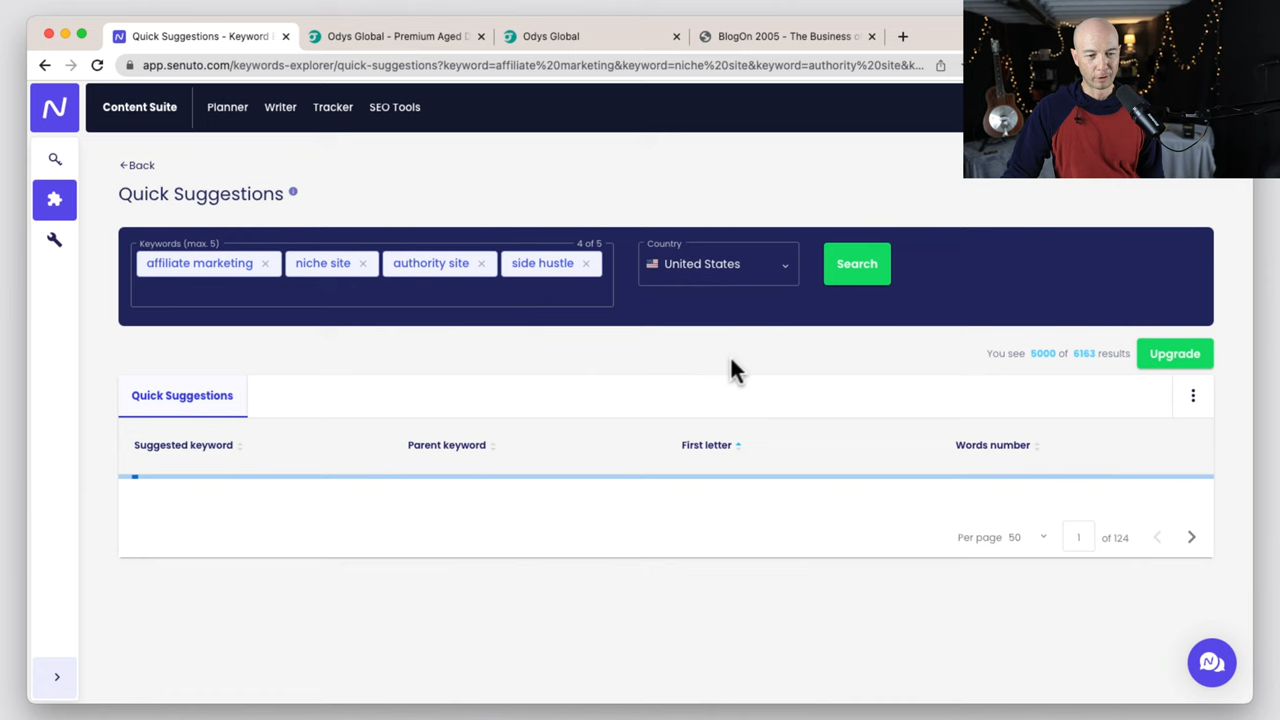 Quick Suggestions - Keyword
Odys Global - Premium Aged D
Odys Global
BlogOn 2005 - The Business of
app.senuto.com/keywords-explorer/quick-suggestions?keyword=affiliate%20marketing&keyword=niche%20site&keyword=authority%20site&k...
Content Suite
Planner
Writer
Tracker
SEO Tools
Back
Quick Suggestions
Keywords (max. 5)
4 of 5
affiliate marketing
niche site
authority site
side hustle
Country
United States
Search
You see 5000 of 6163 results
Upgrade
Quick Suggestions
Suggested keyword
Parent keyword
First letter
Words number
Per page 50
1
of 124